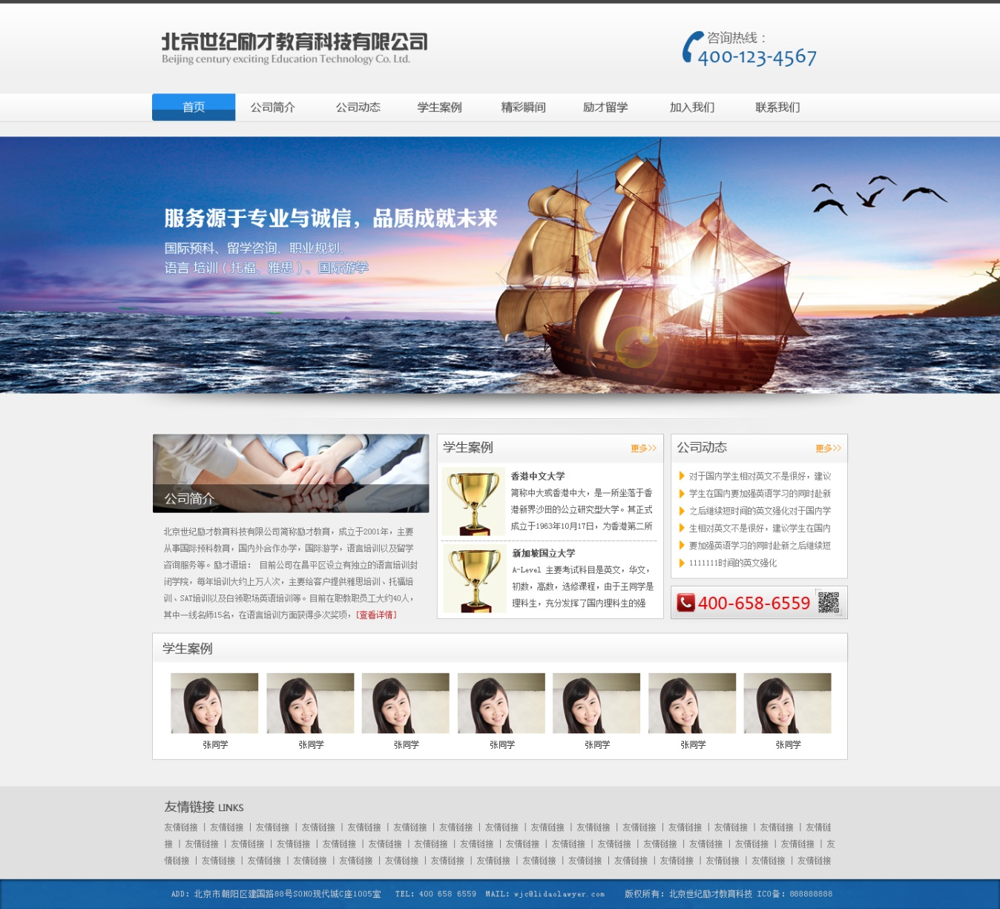 北京世纪励才教育科技有限公司
Beijing century exciting Education Technology Co. Ltd.
咨询热线：
400-123-4567
首页 公司简介 公司动态 学生案例 精彩瞬间 励才留学 加入我们 联系我们
服务源于专业与诚信，品质成就未来
国际预科、留学咨询、职业规划、
语言 培训（托福、雅思）、国际游学
公司简介
北京世纪励才教育科技有限公司简称励才教育，成立于2001年，主要
从事国际预科教育，国内外合作办学，国际游学，语言培训以及留学
咨询服务等。励才语培： 目前公司在昌平区设立有独立的语言培训封
闭学院，每年培训大约上万人次，主要给客户提供雅思培训、托福培
训、SAT培训以及白领职场英语培训等。目前在职教职员工大约40人，
其中一线名师15名，在语言培训方面获得多次奖项，[查看详情]
学生案例 更多>>
香港中文大学
简称中大或香港中大，是一所坐落于香
港新界沙田的公立研究型大学。其正式
成立于1963年10月17日，为香港第二所
新加坡国立大学
A-Level 主要考试科目是英文，华文，
初数，高数，选修课程，由于王同学是
理科生，充分发挥了国内理科生的强
公司动态 更多>>
对于国内学生相对英文不是很好，建议
学生在国内要加强英语学习的同时赴新
之后继续短时间的英文强化对于国内学
生相对英文不是很好，建议学生在国内
要加强英语学习的同时赴新之后继续短
1111111时间的英文强化
400-658-6559
学生案例
张同学 张同学 张同学 张同学 张同学 张同学 张同学
友情链接 LINKS
友情链接 | 友情链接 | 友情链接 | 友情链接 | 友情链接 | 友情链接 | 友情链接 | 友情链接 | 友情链接 | 友情链接 | 友情链接 | 友情链接 | 友情链接 | 友情链接 | 友情链
接 | 友情链接 | 友情链接 | 友情链接 | 友情链接 | 友情链接 | 友情链接 | 友情链接 | 友情链接 | 友情链接 | 友情链接 | 友情链接 | 友情链接 | 友情链接 | 友情链接 | 友
情链接 | 友情链接 | 友情链接 | 友情链接 | 友情链接 | 友情链接 | 友情链接 | 友情链接 | 友情链接 | 友情链接 | 友情链接 | 友情链接 | 友情链接 | 友情链接 | 友情链接
ADD: 北京市朝阳区建国路88号SOHO现代城C座1005室 TEL: 400 658 6559 MAIL: wjc@lidaolawyer.com 版权所有: 北京世纪励才教育科技 ICO备: 888888888